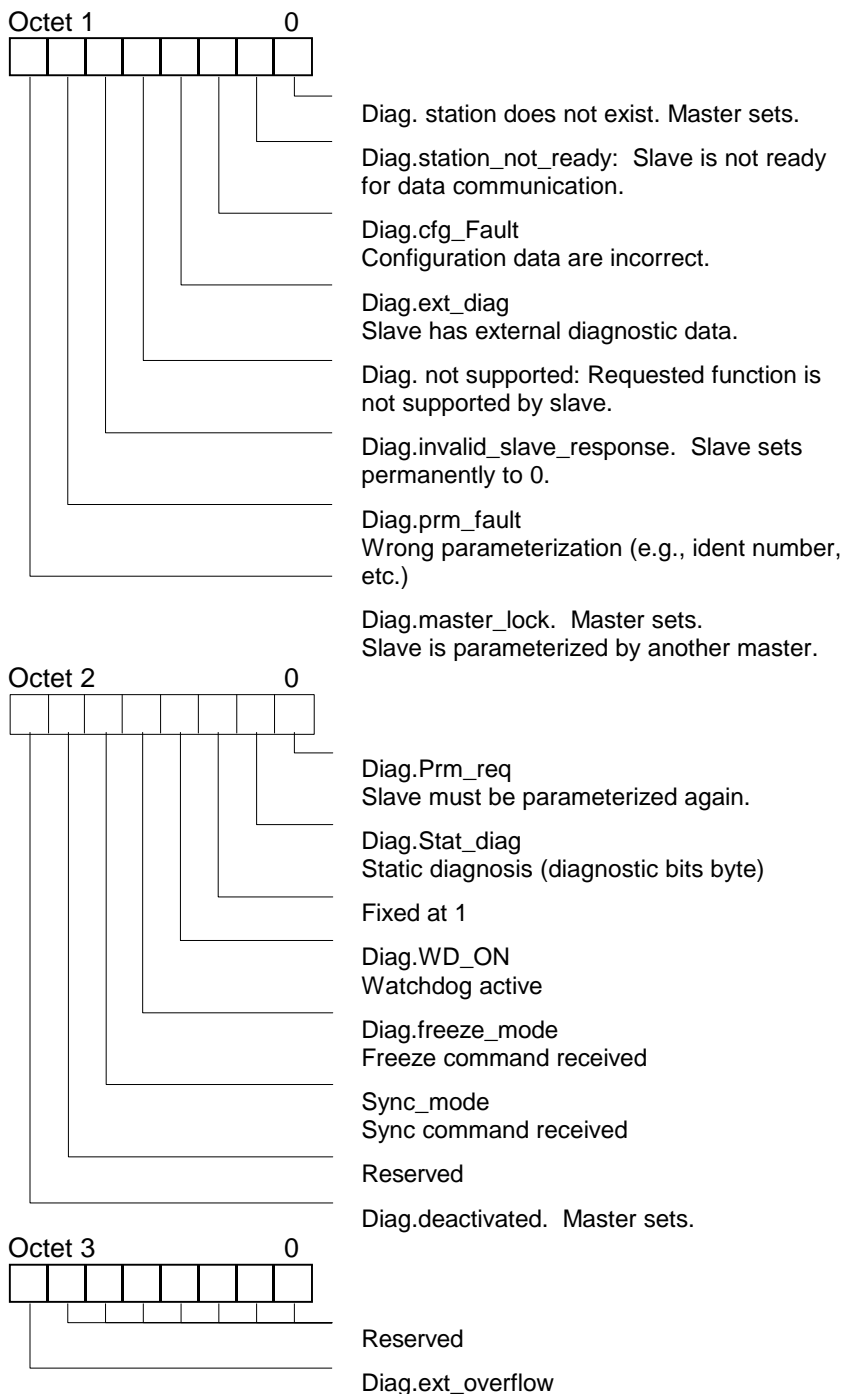 Octet 1 0
Diag. station does not exist. Master sets.
Diag.station_not_ready: Slave is not ready
for data communication.
Diag.cfg_Fault
Configuration data are incorrect.
Diag.ext_diag
Slave has external diagnostic data.
Diag. not supported: Requested function is
not supported by slave.
Diag.invalid_slave_response. Slave sets
permanently to 0.
Diag.prm_fault
Wrong parameterization (e.g., ident number,
etc.)
Diag.master_lock. Master sets.
Slave is parameterized by another master.
Octet 2 0
Diag.Prm_req
Slave must be parameterized again.
Diag.Stat_diag
Static diagnosis (diagnostic bits byte)
Fixed at 1
Diag.WD_ON
Watchdog active
Diag.freeze_mode
Freeze command received
Sync_mode
Sync command received
Reserved
Diag.deactivated. Master sets.
Octet 3 0
Reserved
Diag.ext_overflow